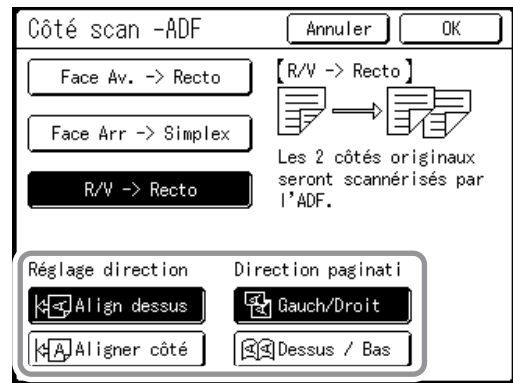 Côté scan -ADF
Annuler
OK
Face Av. -> Recto
Face Arr -> Simplex
R/V -> Recto
【R/V -> Recto】
Les 2 côtés originaux
seront scannérisés par
l'ADF.
Réglage direction
Align dessus
Aligner côté
Direction paginati
Gauch/Droit
Dessus / Bas